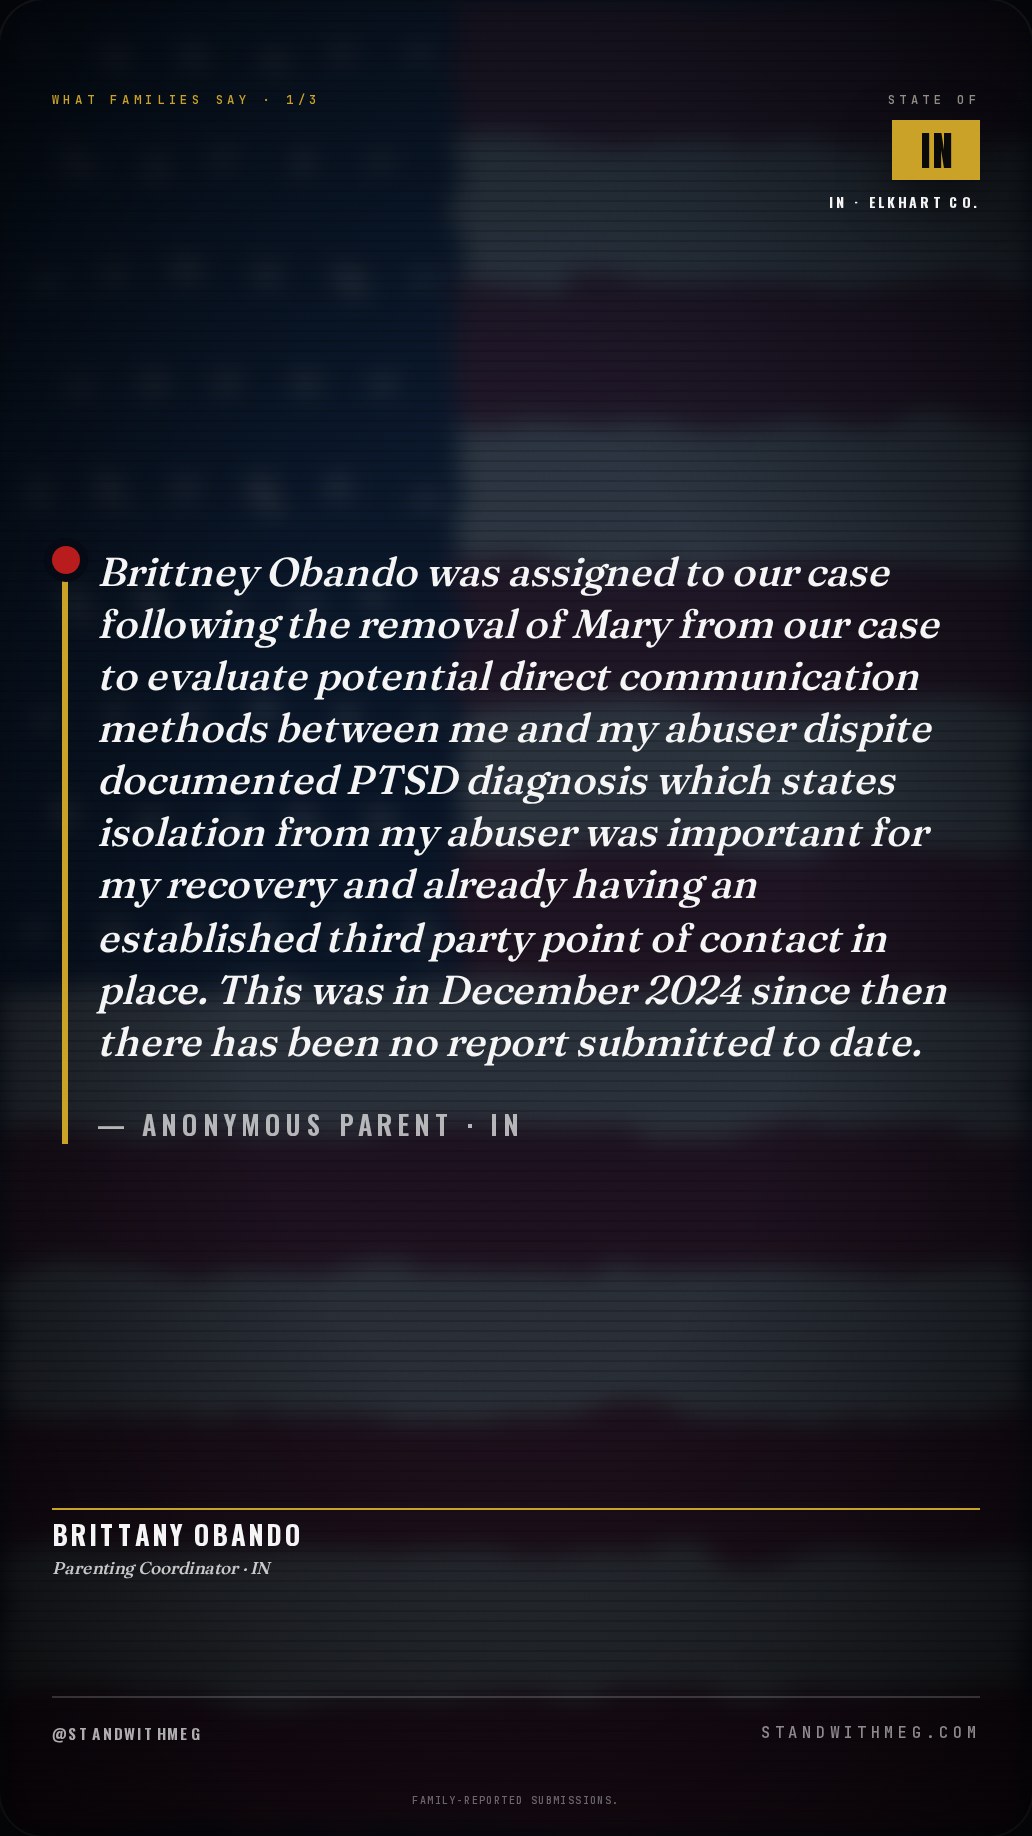 WHAT FAMILIES SAY · 1/3
STATE OF
IN
IN · ELKHART CO.
Brittney Obando was assigned to our case
following the removal of Mary from our case
to evaluate potential direct communication
methods between me and my abuser dispite
documented PTSD diagnosis which states
isolation from my abuser was important for
my recovery and already having an
established third party point of contact in
place. This was in December 2024 since then
there has been no report submitted to date.
— ANONYMOUS PARENT · IN
BRITTANY OBANDO
Parenting Coordinator · IN
@STANDWITHMEG
STANDWITHMEG.COM
FAMILY-REPORTED SUBMISSIONS.